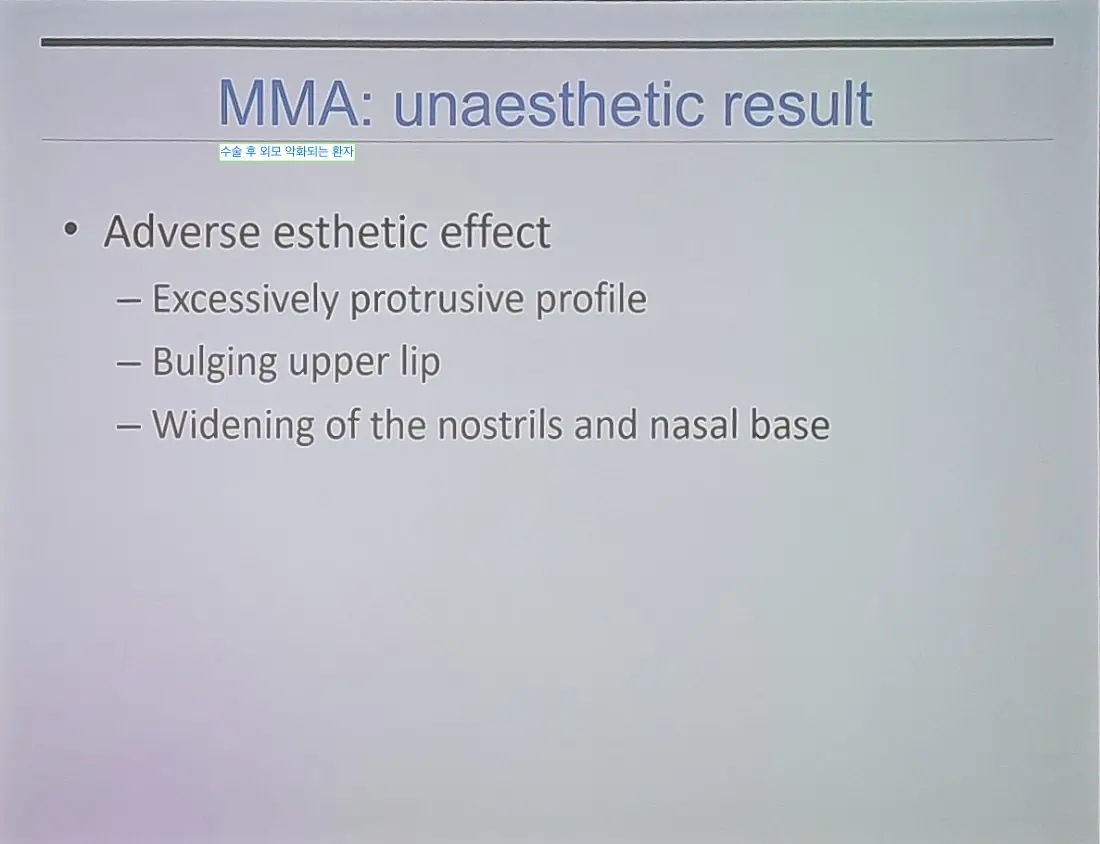 MMA: unaesthetic result
수술 후 외모 악화되는 환자
• Adverse esthetic effect
– Excessively protrusive profile
– Bulging upper lip
– Widening of the nostrils and nasal base